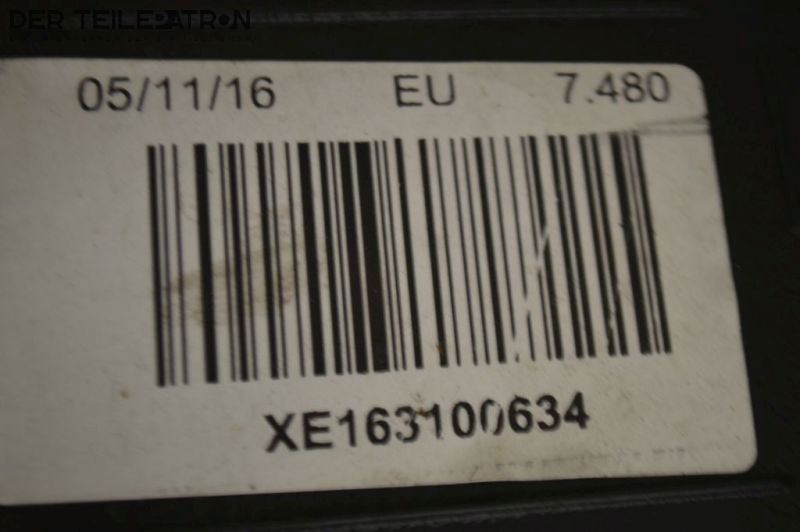 DER TEILEPATRON
05/11/16 EU 7.480
XE163100634